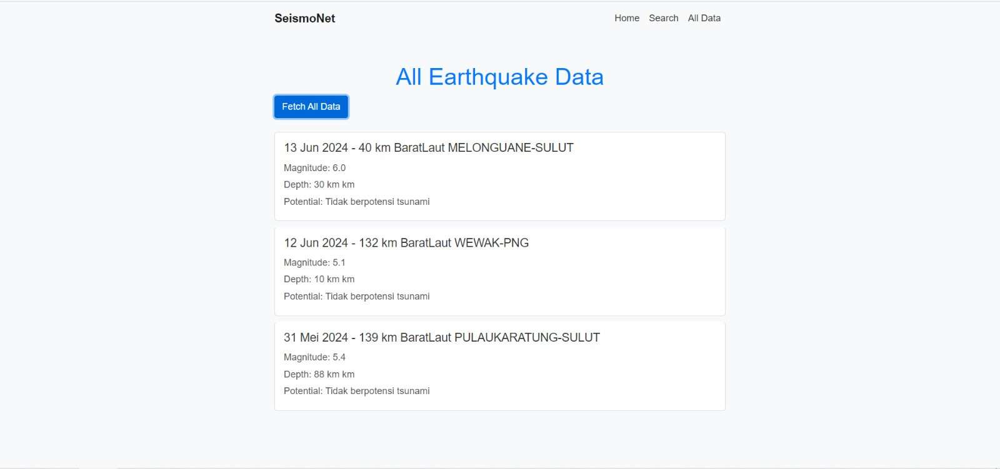 SeismoNet
Home Search All Data
All Earthquake Data
Fetch All Data
13 Jun 2024 - 40 km BaratLaut MELONGUANE-SULUT
Magnitude: 6.0
Depth: 30 km km
Potential: Tidak berpotensi tsunami
12 Jun 2024 - 132 km BaratLaut WEWAK-PNG
Magnitude: 5.1
Depth: 10 km km
Potential: Tidak berpotensi tsunami
31 Mei 2024 - 139 km BaratLaut PULAUKARATUNG-SULUT
Magnitude: 5.4
Depth: 88 km km
Potential: Tidak berpotensi tsunami